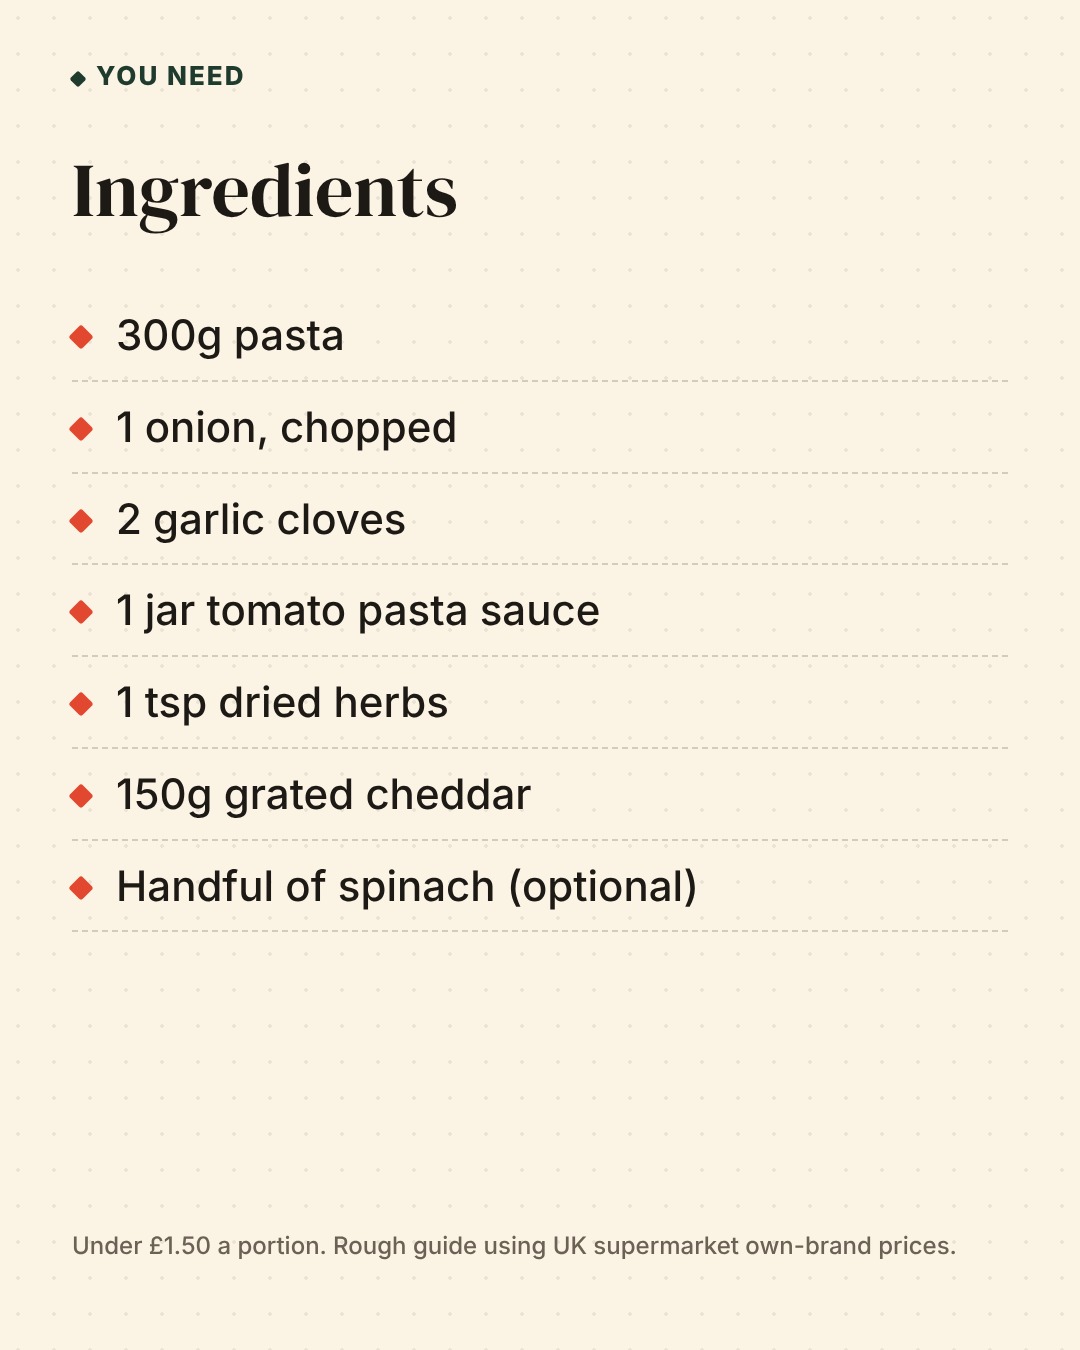 YOU NEED
Ingredients
300g pasta
1 onion, chopped
2 garlic cloves
1 jar tomato pasta sauce
1 tsp dried herbs
150g grated cheddar
Handful of spinach (optional)
Under £1.50 a portion. Rough guide using UK supermarket own-brand prices.